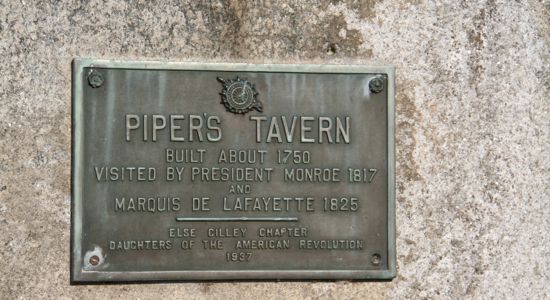 PIPER'S TAVERN
BUILT ABOUT 1750
VISITED BY PRESIDENT MONROE 1817
AND
MARQUIS DE LAFAYETTE 1825
ELSE CILLEY CHAPTER
DAUGHTERS OF THE AMERICAN REVOLUTION
1937